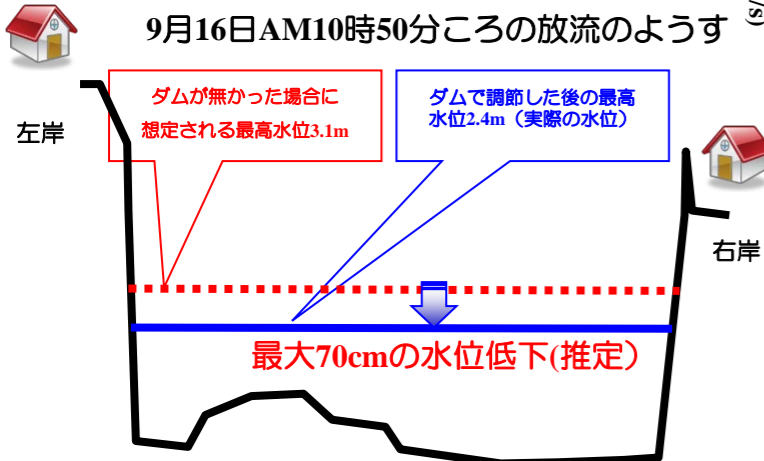 9月16日AM10時50分ころの放流のようす
/s)
ダムが無かった場合に
想定される最高水位3.1m
ダムで調節した後の最高
水位2.4m（実際の水位）
左岸
右岸
最大70cmの水位低下(推定）